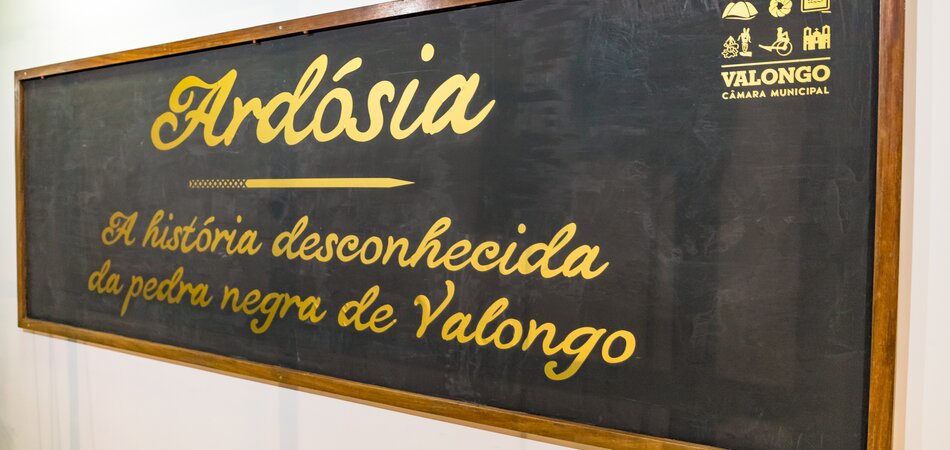 Ardósia
A história desconhecida
da pedra negra de Valongo
VALONGO
CÂMARA MUNICIPAL